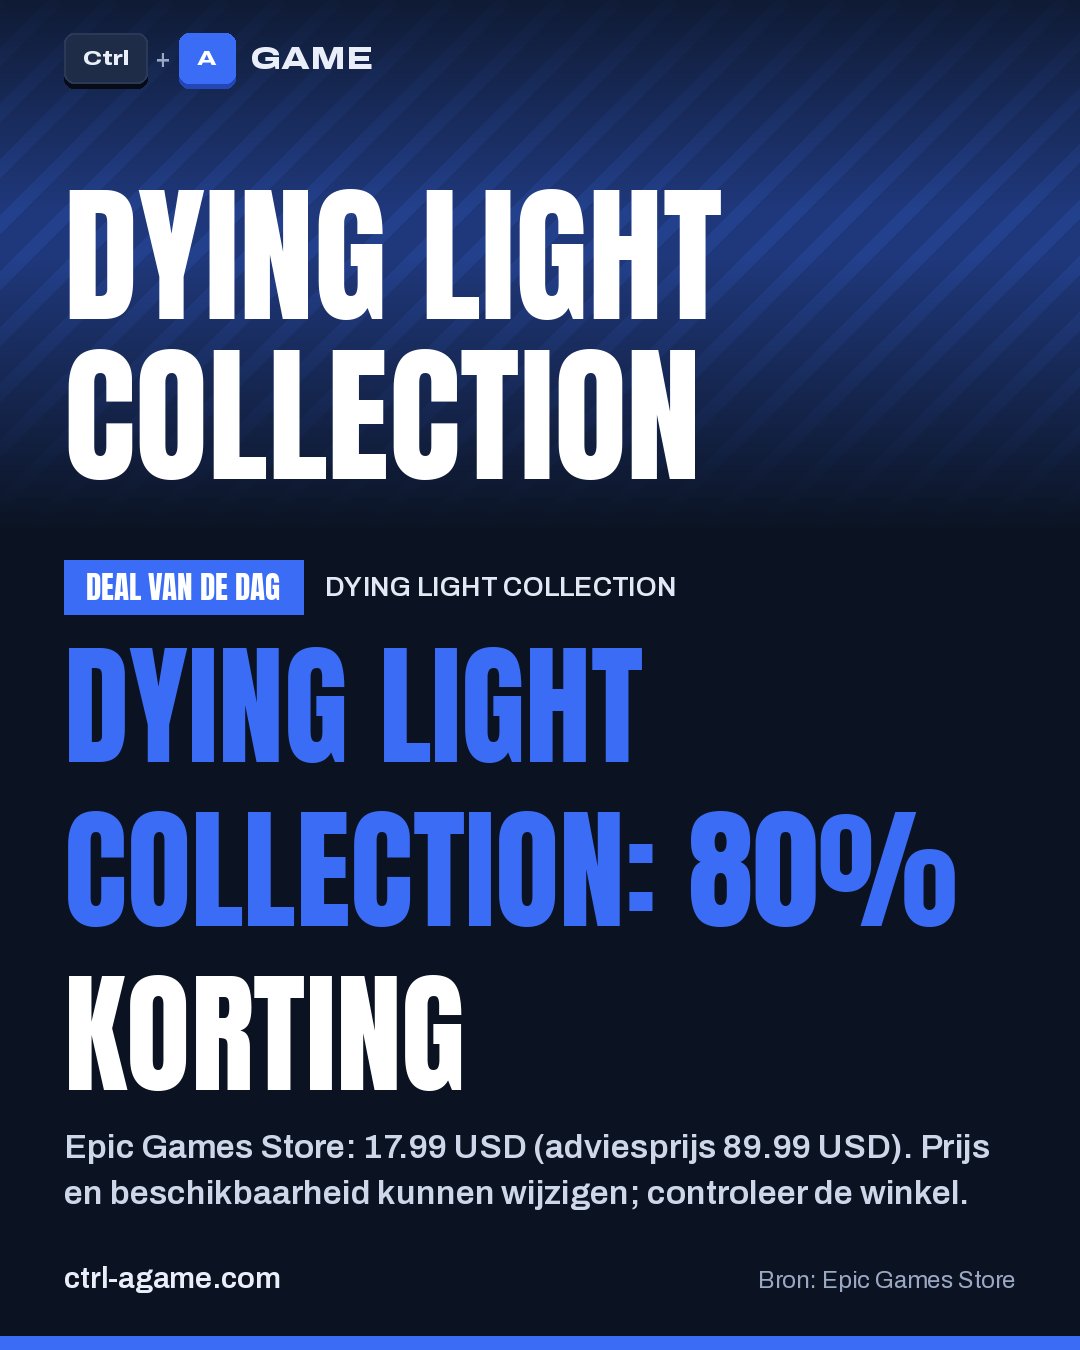 Ctrl + A GAME
DYING LIGHT
COLLECTION
DEAL VAN DE DAG DYING LIGHT COLLECTION
DYING LIGHT
COLLECTION: 80%
KORTING
Epic Games Store: 17.99 USD (adviesprijs 89.99 USD). Prijs
en beschikbaarheid kunnen wijzigen; controleer de winkel.
ctrl-agame.com Bron: Epic Games Store